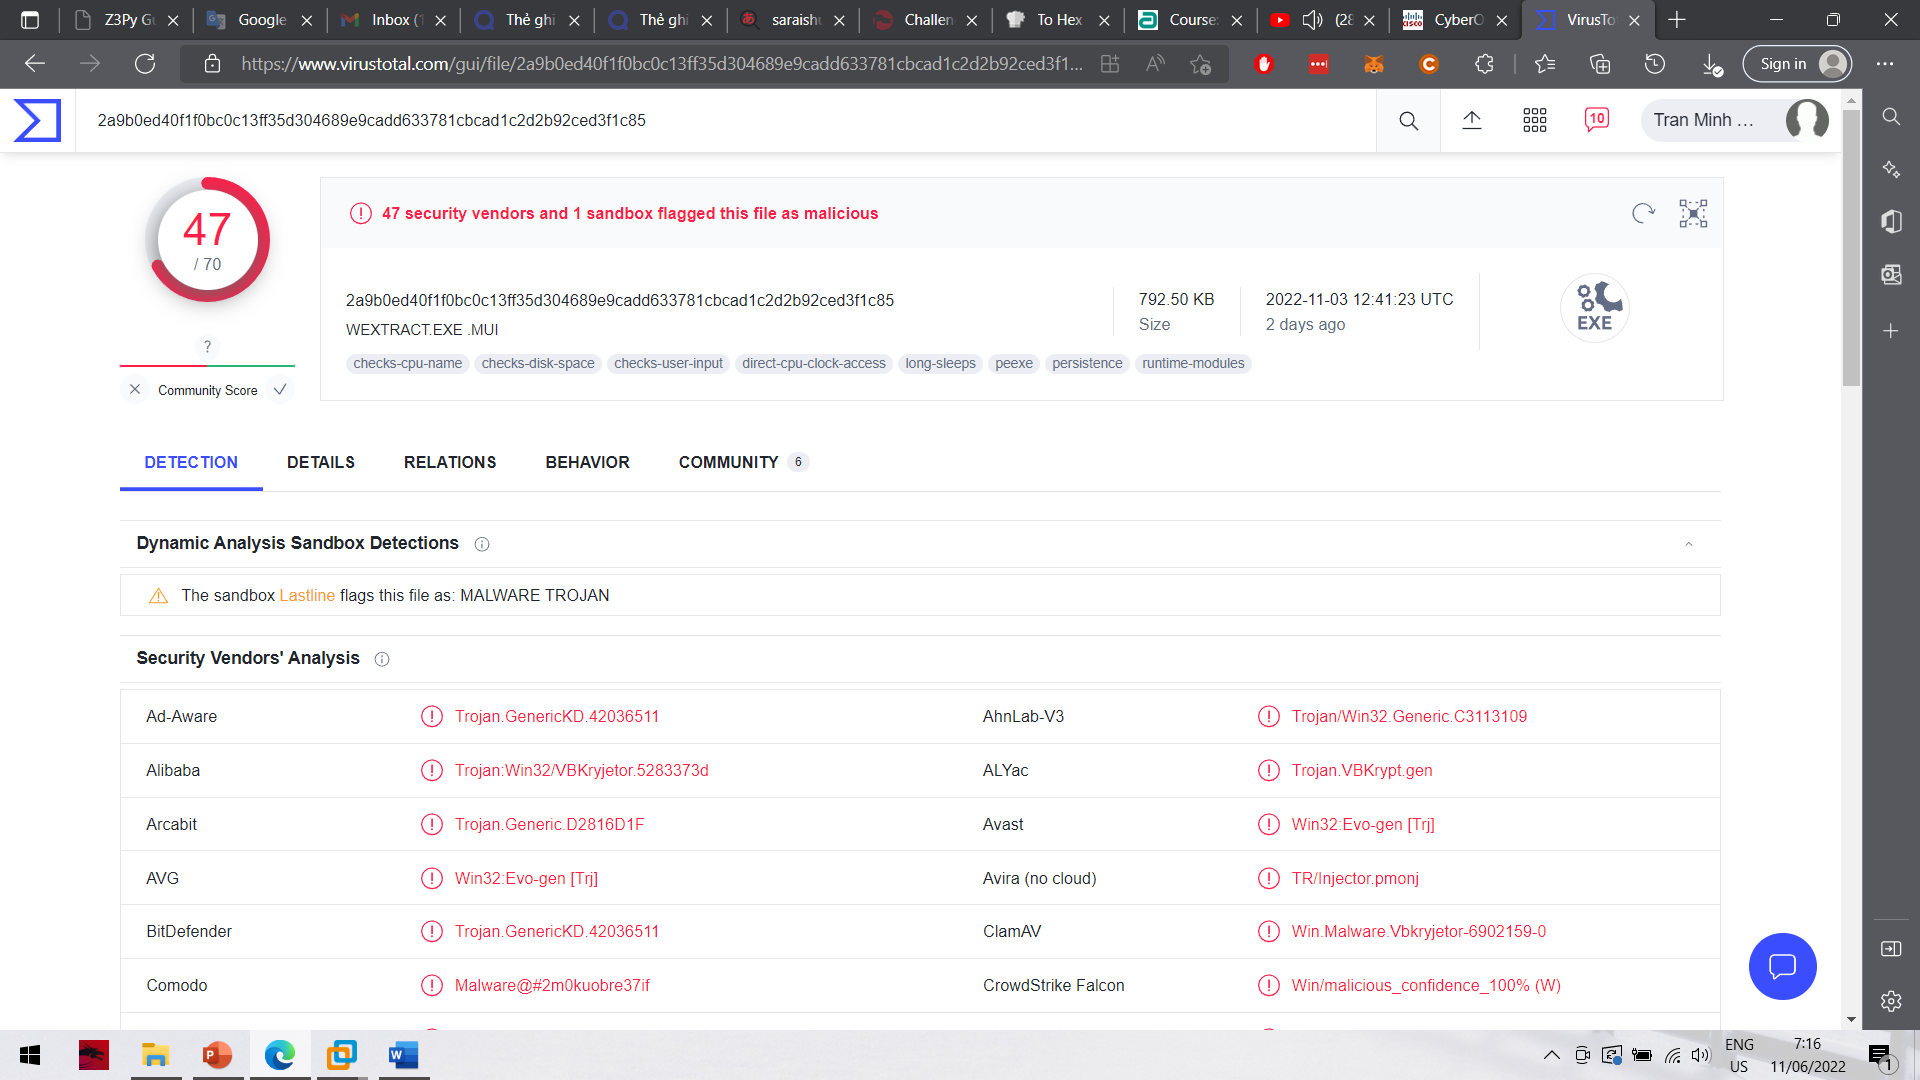 Z3Py Gu
Google
Inbox (1
Thẻ ghi
Thẻ ghi
saraishu
Challen
To Hex
Course:
(28
CyberO
VirusTo
https://www.virustotal.com/gui/file/2a9b0ed40f1f0bc0c13ff35d304689e9cadd633781cbcad1c2d2b92ced3f1...
Sign in
2a9b0ed40f1f0bc0c13ff35d304689e9cadd633781cbcad1c2d2b92ced3f1c85
10
Tran Minh ...
47
/ 70
47 security vendors and 1 sandbox flagged this file as malicious
2a9b0ed40f1f0bc0c13ff35d304689e9cadd633781cbcad1c2d2b92ced3f1c85
WEXTRACT.EXE .MUI
792.50 KB
Size
2022-11-03 12:41:23 UTC
2 days ago
EXE
checks-cpu-name checks-disk-space checks-user-input direct-cpu-clock-access long-sleeps peexe persistence runtime-modules
?
Community Score
DETECTION DETAILS RELATIONS BEHAVIOR COMMUNITY 6
Dynamic Analysis Sandbox Detections
The sandbox Lastline flags this file as: MALWARE TROJAN
Security Vendors' Analysis
Ad-Aware Trojan.GenericKD.42036511 AhnLab-V3 Trojan/Win32.Generic.C3113109
Alibaba Trojan:Win32/VBKryjetor.5283373d ALYac Trojan.VBKrypt.gen
Arcabit Trojan.Generic.D2816D1F Avast Win32:Evo-gen [Trj]
AVG Win32:Evo-gen [Trj] Avira (no cloud) TR/Injector.pmonj
BitDefender Trojan.GenericKD.42036511 ClamAV Win.Malware.Vbkryjetor-6902159-0
Comodo Malware@#2m0kuobre37if CrowdStrike Falcon Win/malicious_confidence_100% (W)
ENG
US
7:16
11/06/2022
1